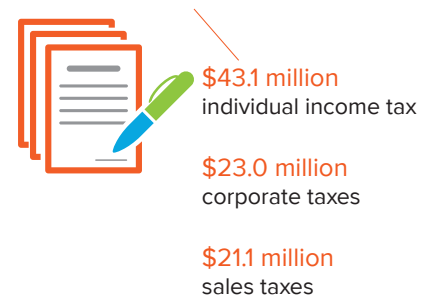 $43.1 million
individual income tax
$23.0 million
corporate taxes
$21.1 million
sales taxes